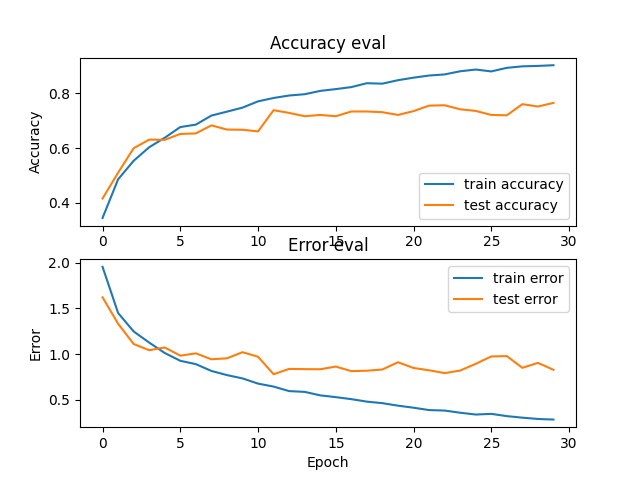 Accuracy eval
0.8
0.6
0.4
Accuracy
train accuracy
test accuracy
0 5 10 15 20 25 30
Error eval
2.0
1.5
1.0
0.5
Error
train error
test error
0 5 10 15 20 25 30
Epoch